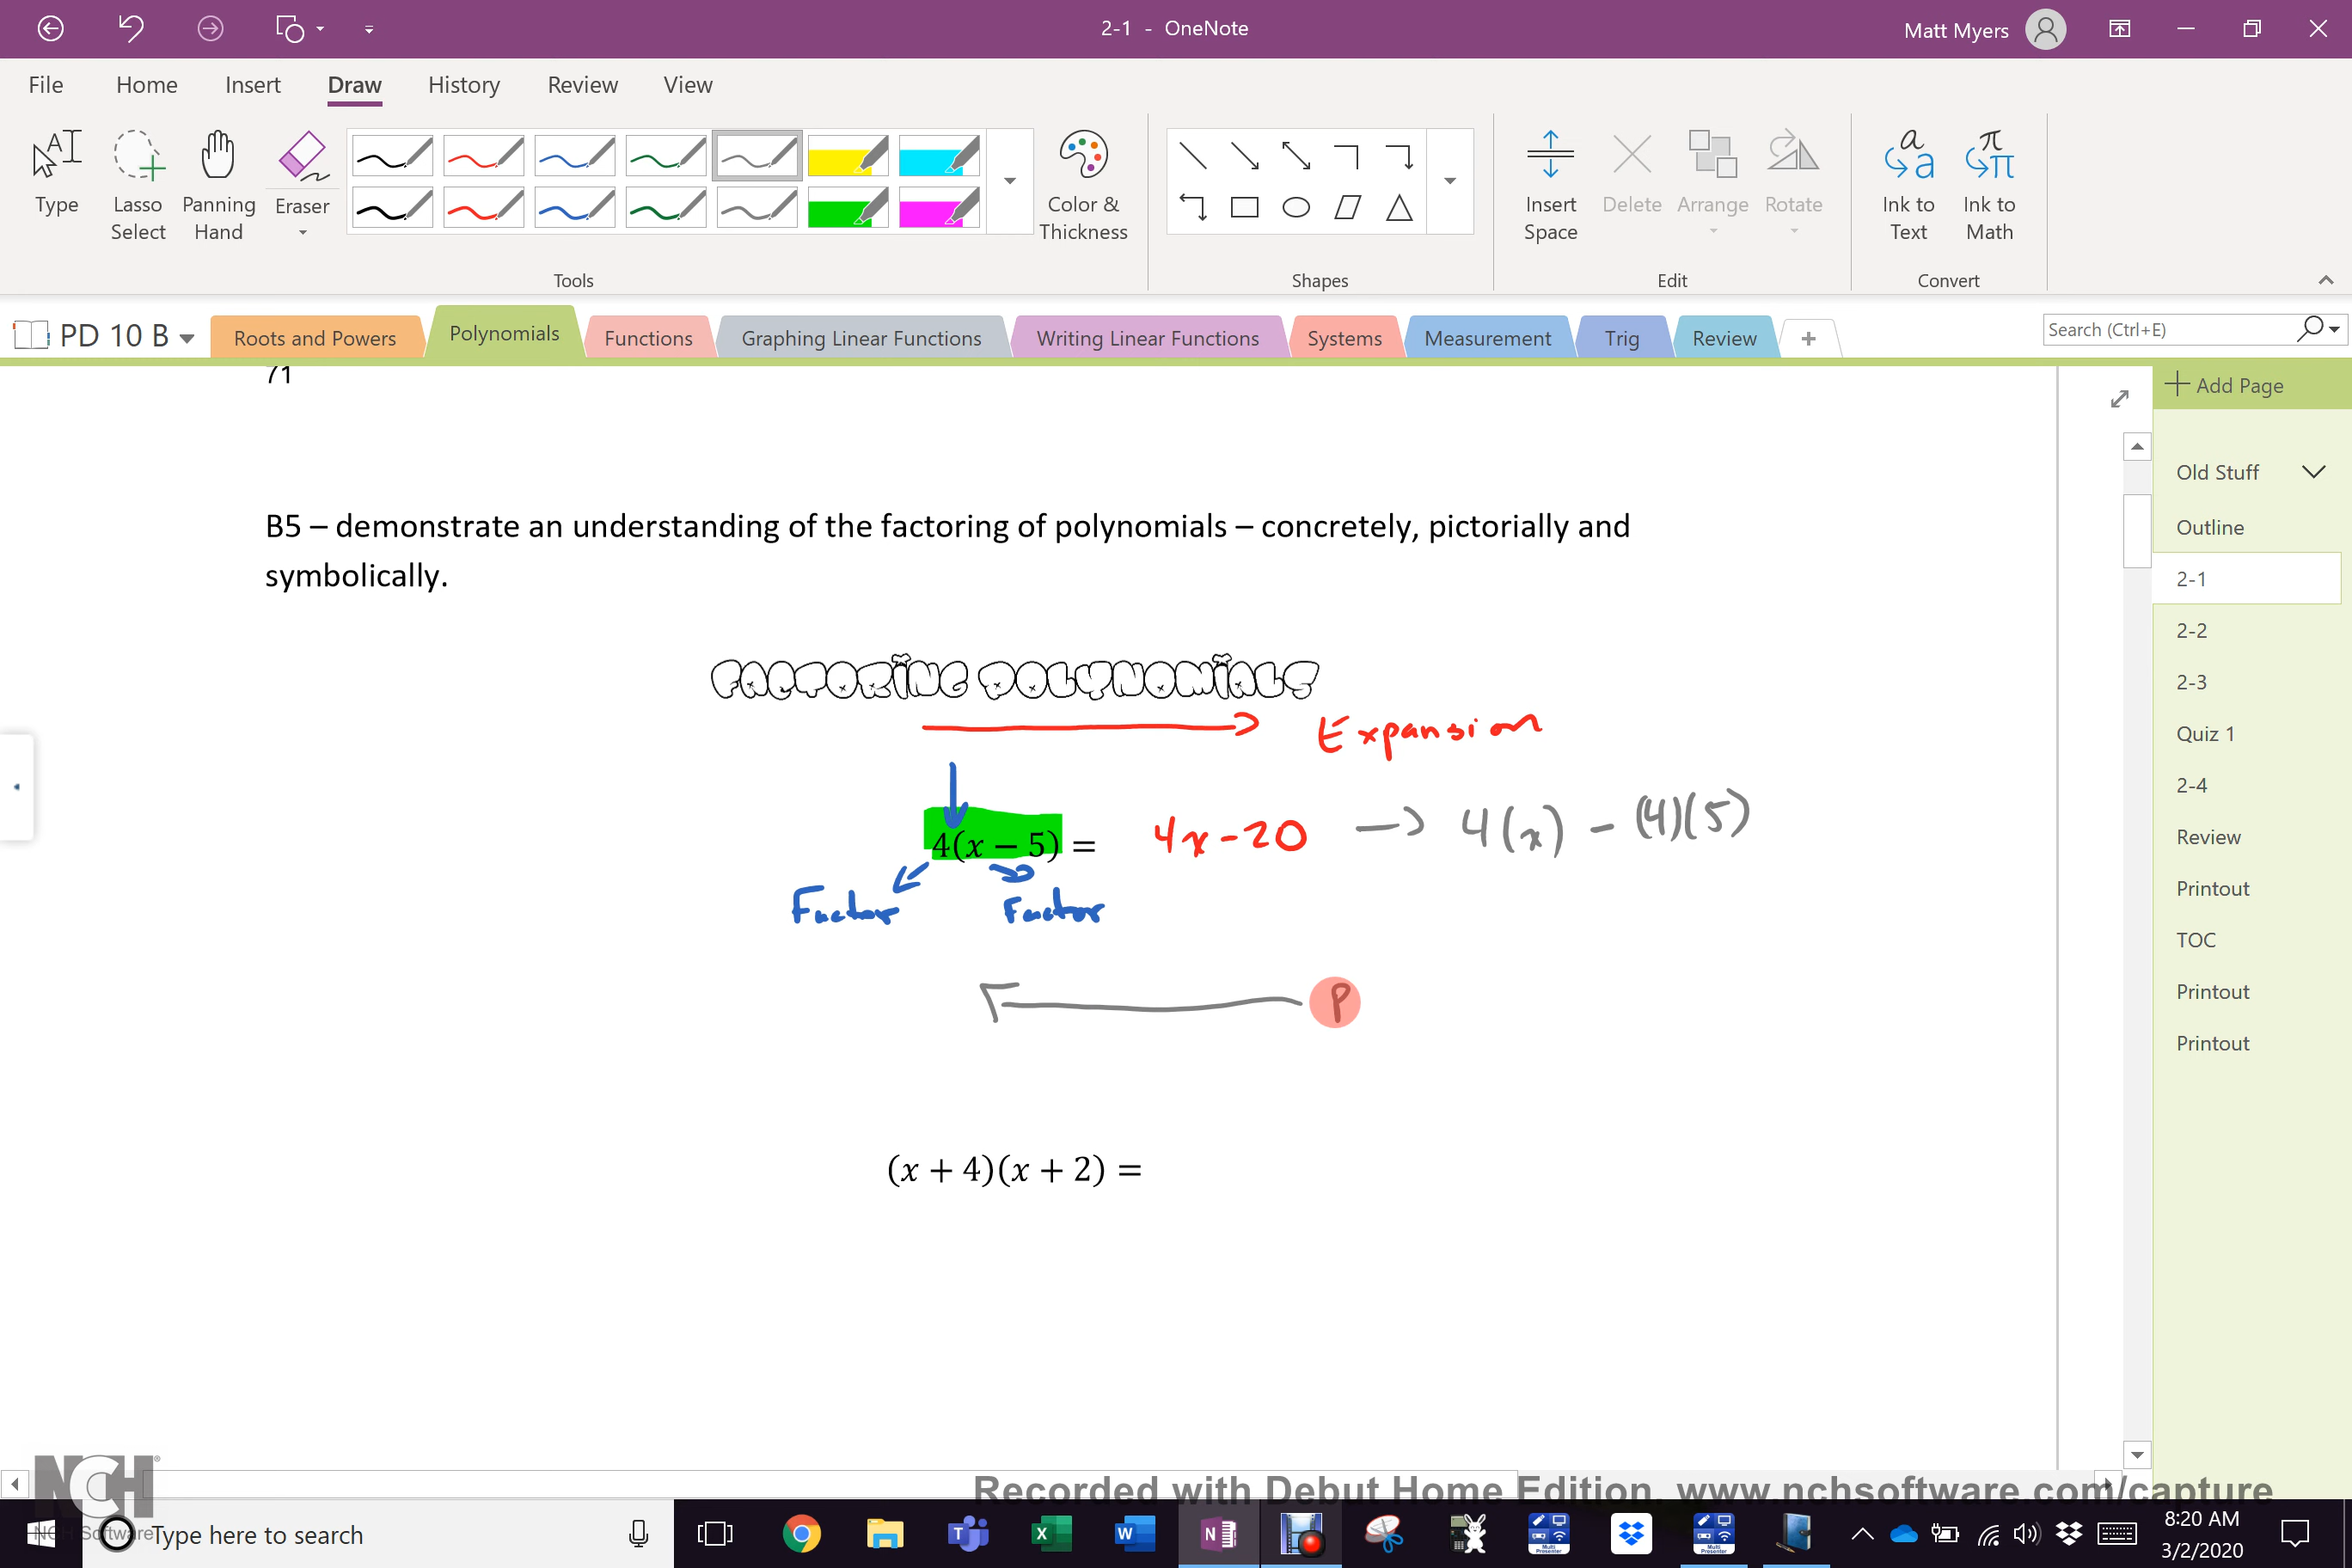 2-1 - OneNote
Matt Myers
File Home Insert Draw History Review View
Type
Lasso Select
Panning Hand
Eraser
Color & Thickness
Insert Space
Delete
Arrange
Rotate
Ink to Text
Ink to Math
Tools Shapes Edit Convert
PD 10 B Roots and Powers Polynomials Functions Graphing Linear Functions Writing Linear Functions Systems Measurement Trig Review +
Search (Ctrl+E)
71
Add Page
Old Stuff
Outline
2-1
2-2
2-3
Quiz 1
2-4
Review
Printout
TOC
Printout
Printout
B5 – demonstrate an understanding of the factoring of polynomials – concretely, pictorially and
symbolically.
FACTORING POLYNOMIALS
Expansion
4(x − 5) = 4x-20 → 4(x) - (4)(5)
Factor Factor
P
(x + 4)(x + 2) =
NCH
NCH Software
Recorded with Debut Home Edition. www.nchsoftware.com/capture
Type here to search
8:20 AM
3/2/2020